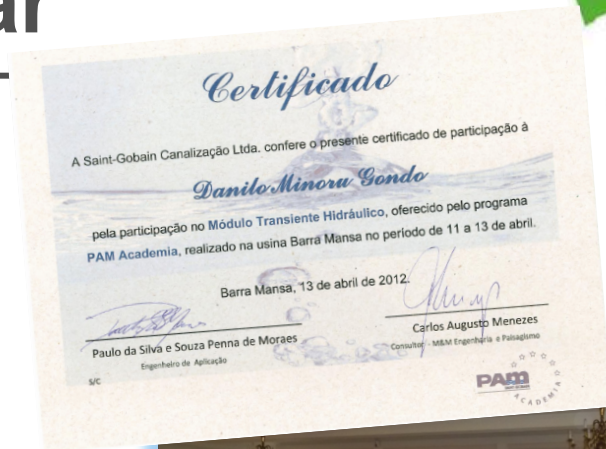 ar
Certificado
A Saint-Gobain Canalização Ltda. confere o presente certificado de participação à
Danilo Minoru Gondo
pela participação no Módulo Transiente Hidráulico, oferecido pelo programa
PAM Academia, realizado na usina Barra Mansa no período de 11 a 13 de abril.
Barra Mansa, 13 de abril de 2012.
Paulo da Silva e Souza Penna de Moraes
Engenheiro de Aplicação
Carlos Augusto Menezes
Consultor - M&M Engenharia e Paisagismo
S/C
PAM
ACADEMIA